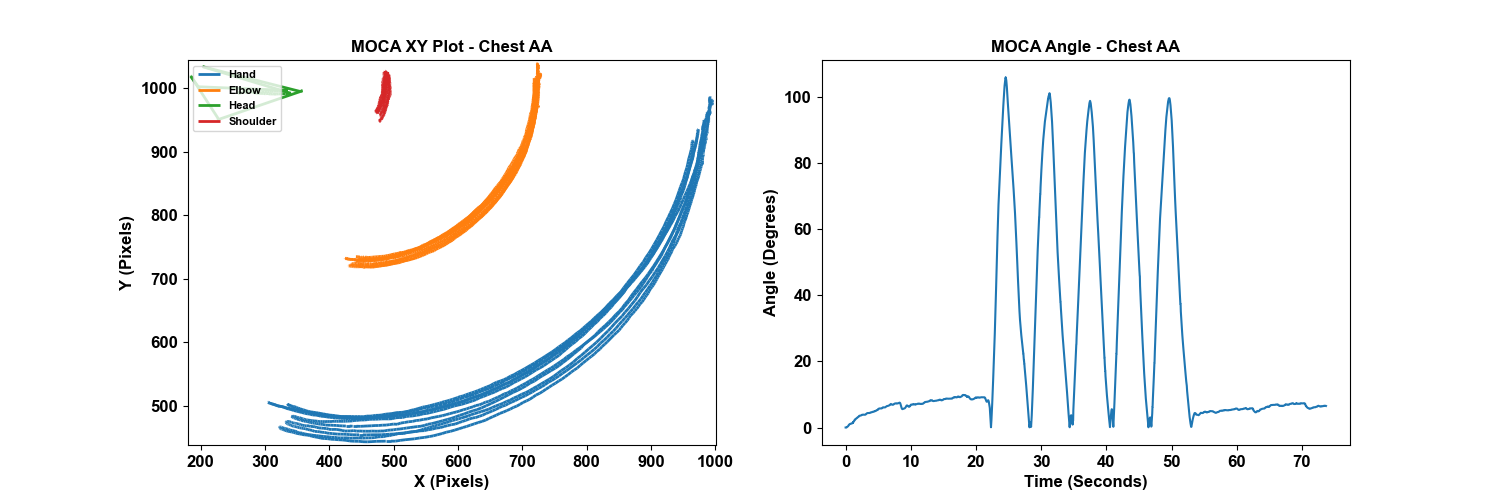 MOCA XY Plot - Chest AA
Hand
Elbow
Head
Shoulder
1000
900
800
700
600
500
Y (Pixels)
200 300 400 500 600 700 800 900 1000
X (Pixels)
MOCA Angle - Chest AA
100
80
60
40
20
0
Angle (Degrees)
0 10 20 30 40 50 60 70
Time (Seconds)